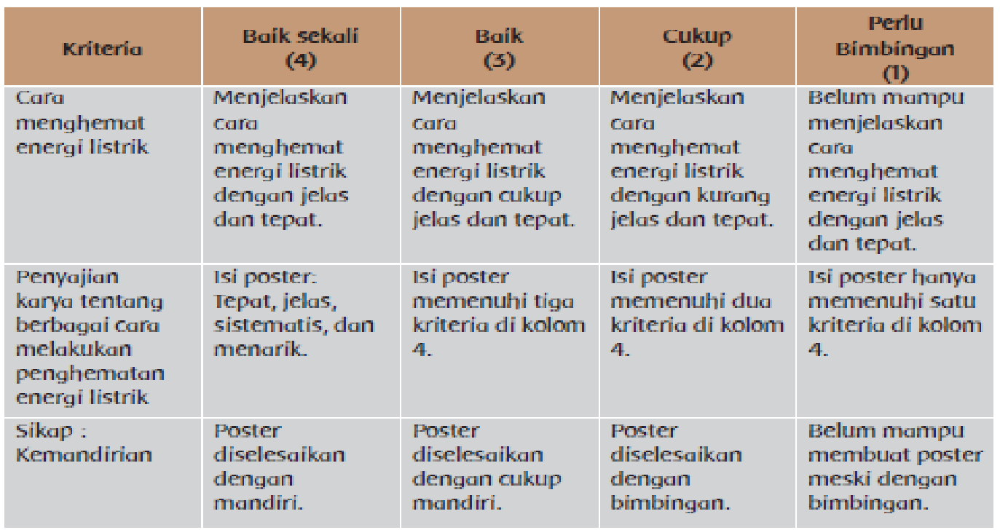 Kriteria
Baik sekali
(4)
Baik
(3)
Cukup
(2)
Perlu
Bimbingan
(1)
Cara
menghemat
energi listrik
Menjelaskan
cara
menghemat
energi listrik
dengan jelas
dan tepat.
Menjelaskan
cara
menghemat
energi listrik
dengan cukup
jelas dan tepat.
Menjelaskan
cara
menghemat
energi listrik
dengan kurang
jelas dan tepat.
Belum mampu
menjelaskan
cara
menghemat
energi listrik
dengan jelas
dan tepat.
Penyajian
karya tentang
berbagai cara
melakukan
penghematan
energi listrik
Isi poster:
Tepat, jelas,
sistematis, dan
menarik.
Isi poster
memenuhi tiga
kriteria di kolom
4.
Isi poster
memenuhi dua
kriteria di kolom
4.
Isi poster hanya
memenuhi satu
kriteria di kolom
4.
Sikap :
Kemandirian
Poster
diselesaikan
dengan
mandiri.
Poster
diselesaikan
dengan cukup
mandiri.
Poster
diselesaikan
dengan
bimbingan.
Belum mampu
membuat poster
meski dengan
bimbingan.